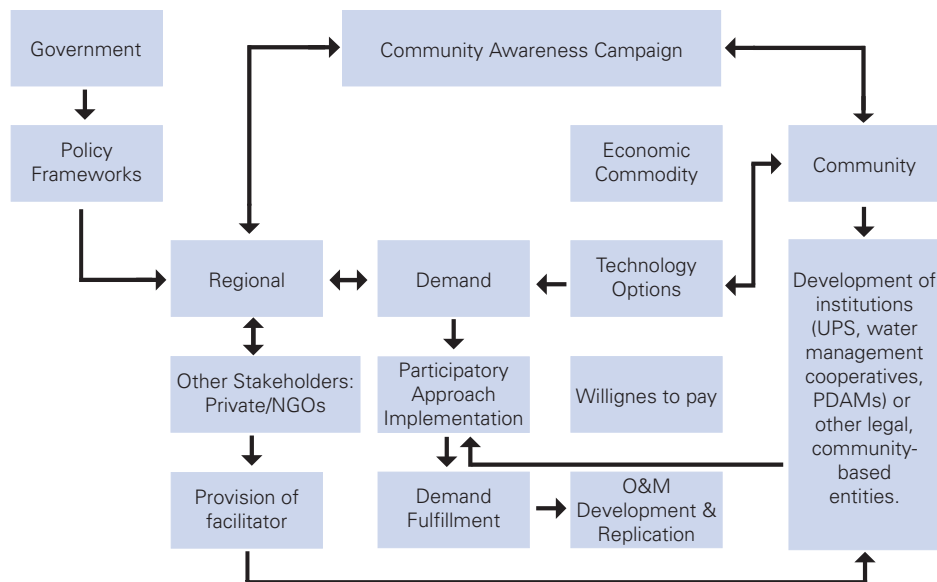 Government
Community Awareness Campaign
Policy
Frameworks
Economic
Commodity
Community
Regional
Demand
Technology
Options
Development of
institutions
(UPS, water
management
cooperatives,
PDAMs) or
other legal,
community-
based
entities.
Other Stakeholders:
Private/NGOs
Participatory
Approach
Implementation
Willignes to pay
Provision of
facilitator
Demand
Fulfillment
O&M
Development &
Replication